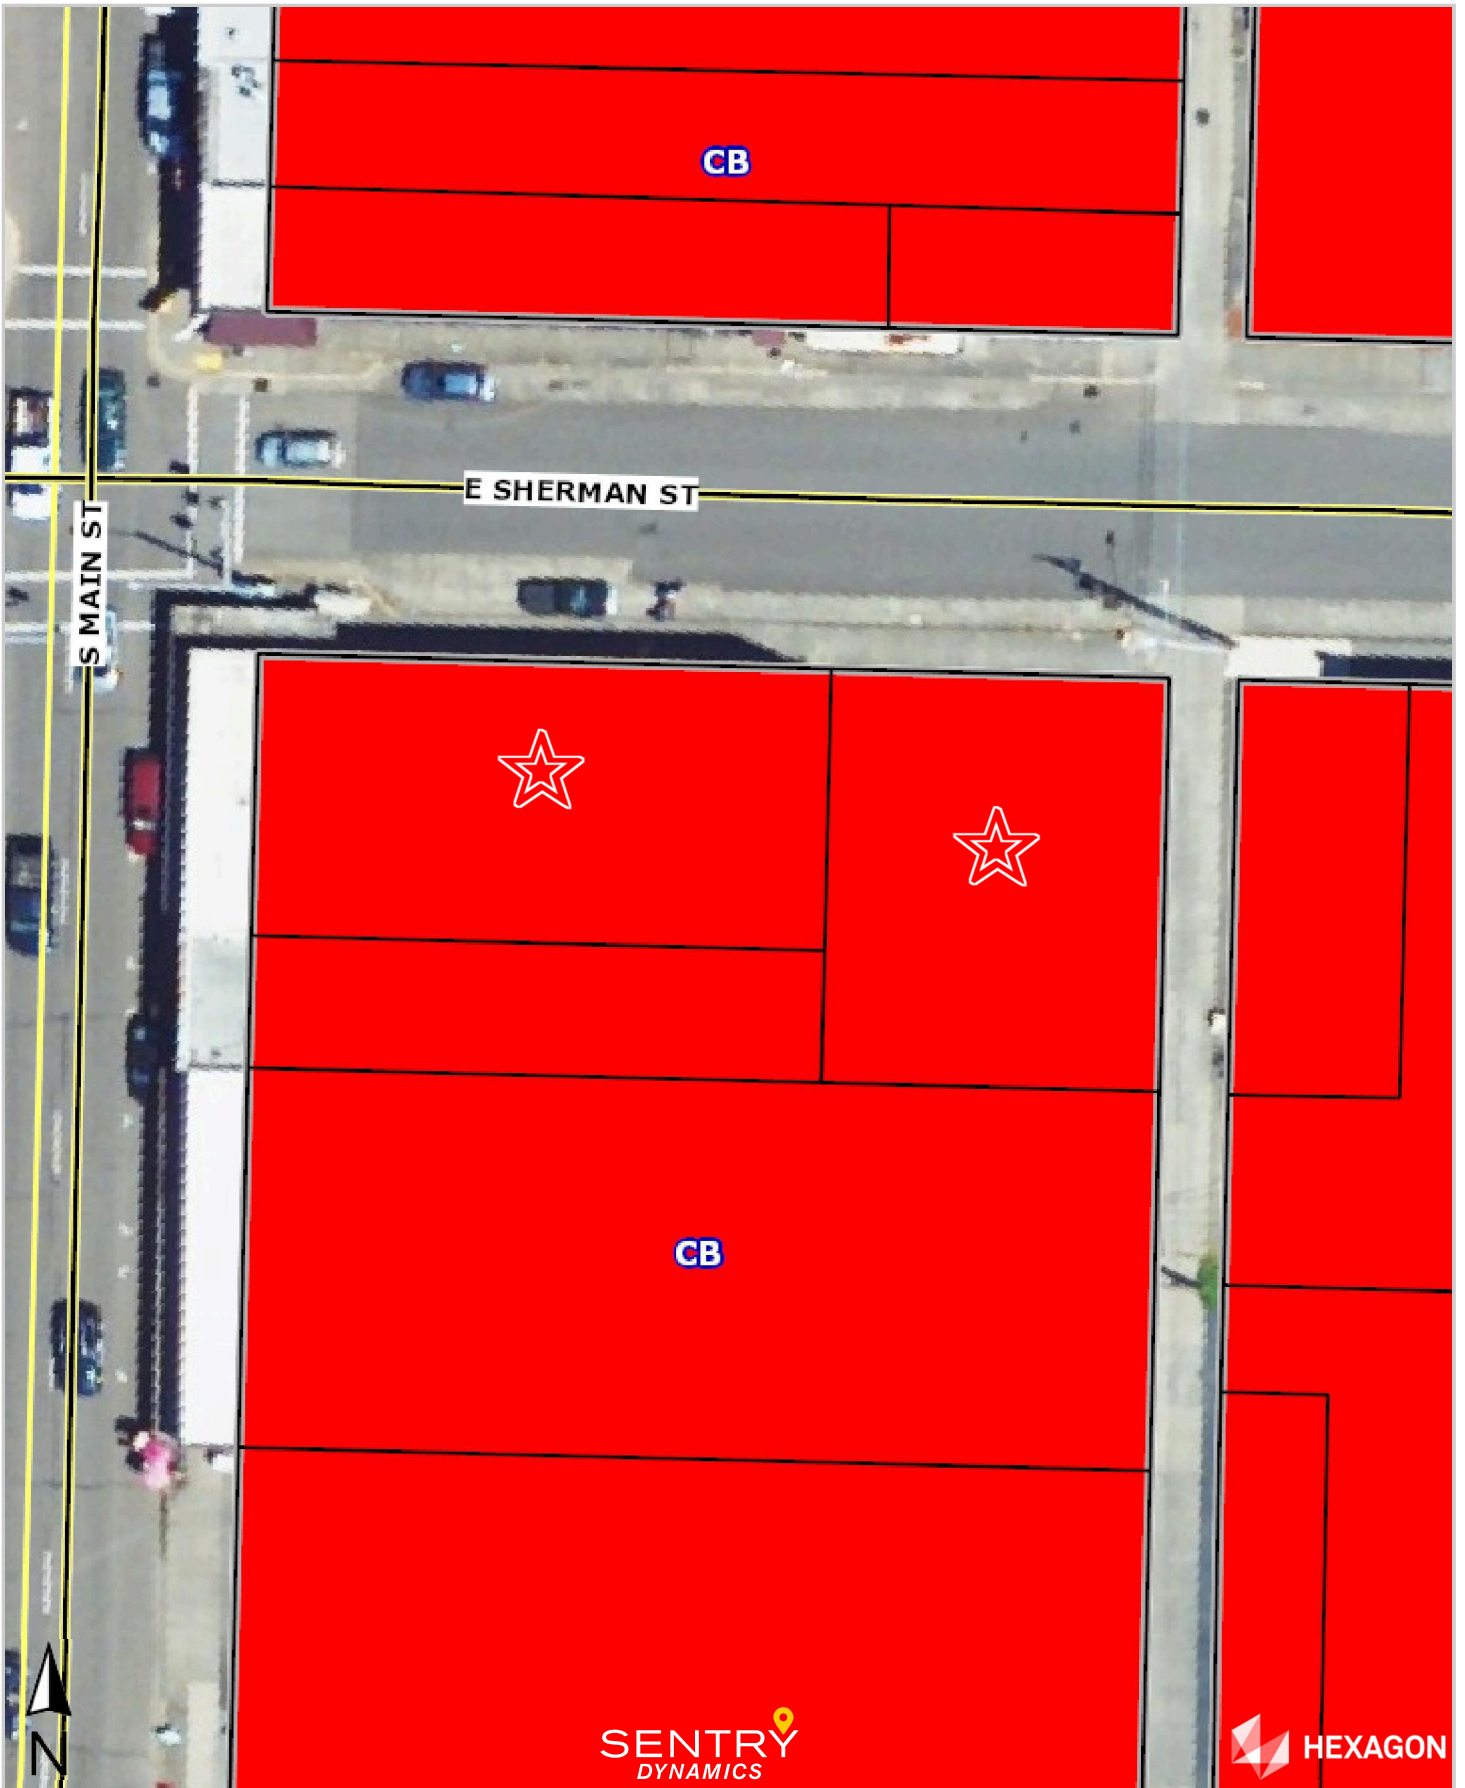 CB
E SHERMAN ST
S MAIN ST
CB
N
SENTRY
DYNAMICS
HEXAGON